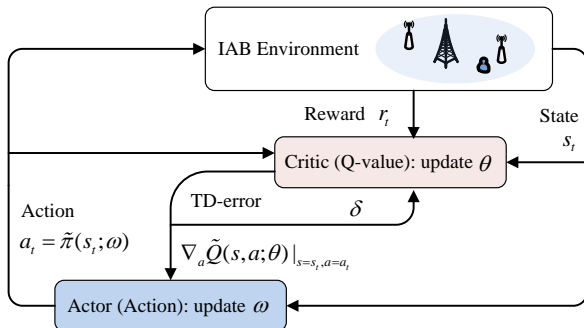 IAB Environment
Reward r_t
State
s_t
Critic (Q-value): update θ
TD-error
δ
Action
a_t = π̃(s_t;ω)
∇_a Q̃(s,a;θ)|_{s=s_t,a=a_t}
Actor (Action): update ω